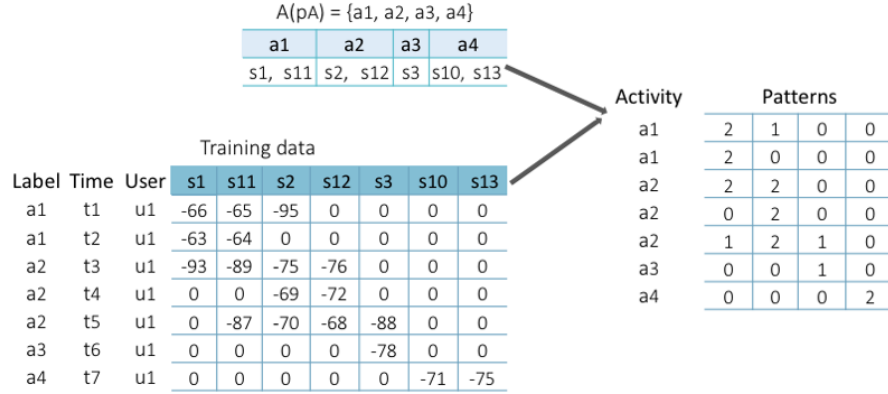 A(pA) = {a1, a2, a3, a4}
a1 a2 a3 a4
s1, s11 s2, s12 s3 s10, s13
Activity Patterns
a1 2 1 0 0
a1 2 0 0 0
a2 2 2 0 0
a2 0 2 0 0
a2 1 2 1 0
a3 0 0 1 0
a4 0 0 0 2
Training data
Label Time User s1 s11 s2 s12 s3 s10 s13
a1 t1 u1 -66 -65 -95 0 0 0 0
a1 t2 u1 -63 -64 0 0 0 0 0
a2 t3 u1 -93 -89 -75 -76 0 0 0
a2 t4 u1 0 0 -69 -72 0 0 0
a2 t5 u1 0 -87 -70 -68 -88 0 0
a3 t6 u1 0 0 0 0 -78 0 0
a4 t7 u1 0 0 0 0 0 -71 -75